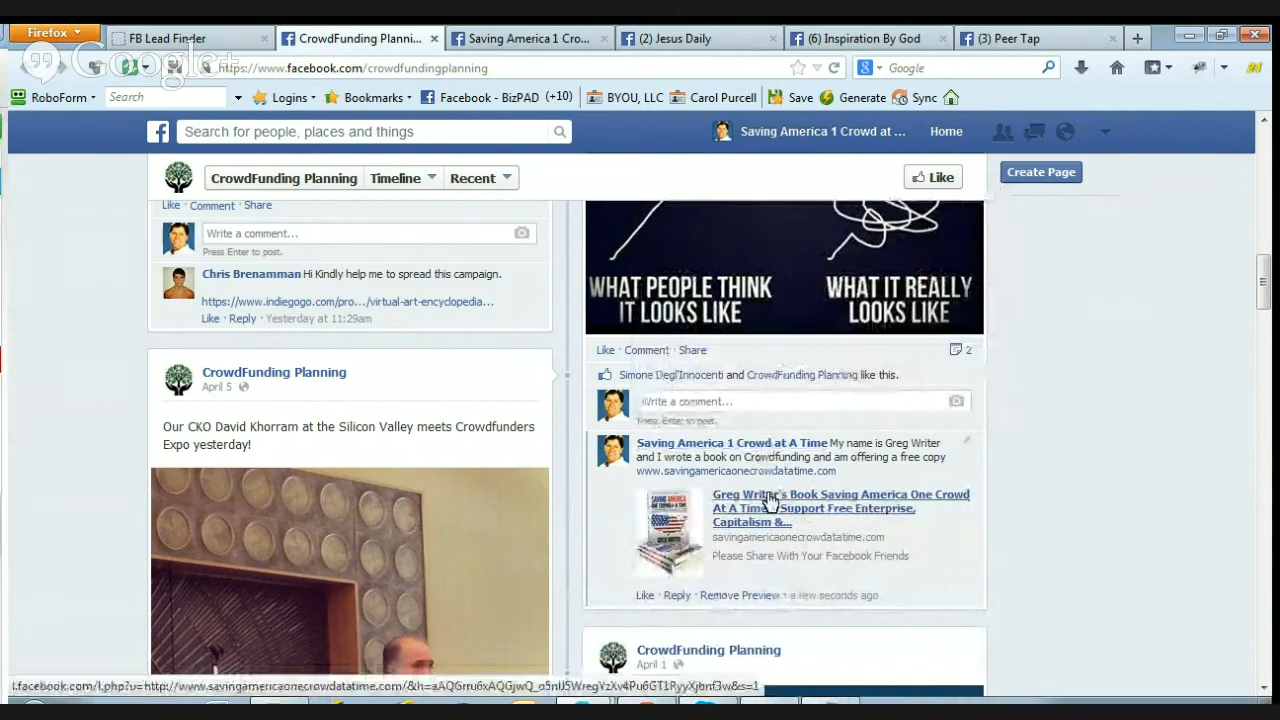 Firefox
FB Lead Finder
CrowdFunding Planni...
Saving America 1 Cro...
(2) Jesus Daily
(6) Inspiration By God
(3) Peer Tap
Google+
https://www.facebook.com/crowdfundingplanning
Google
RoboForm
Search
Logins
Bookmarks
Facebook - BizPAD (+10)
BYOU, LLC
Carol Purcell
Save
Generate
Sync
Search for people, places and things
Saving America 1 Crowd at ...
Home
CrowdFunding Planning
Timeline
Recent
Like
Create Page
Like · Comment · Share
Write a comment...
Press Enter to post.
Chris Brenamman Hi Kindly help me to spread this campaign.
https://www.indiegogo.com/pro.../virtual-art-encyclopedia...
Like · Reply · Yesterday at 11:29am
CrowdFunding Planning
April 5
Our CKO David Khorram at the Silicon Valley meets Crowdfunders
Expo yesterday!
WHAT PEOPLE THINK
IT LOOKS LIKE
WHAT IT REALLY
LOOKS LIKE
Like · Comment · Share
2
Simone Degl'Innocenti and CrowdFunding Planning like this.
Write a comment...
Press Enter to post.
Saving America 1 Crowd at A Time My name is Greg Writer
and I wrote a book on Crowdfunding and am offering a free copy
www.savingamericaonecrowdatatime.com
Greg Writer's Book Saving America One Crowd
At A Time Support Free Enterprise,
Capitalism &...
savingamericaonecrowdatatime.com
Please Share With Your Facebook Friends
Like · Reply · Remove Preview · a few seconds ago
CrowdFunding Planning
April 1